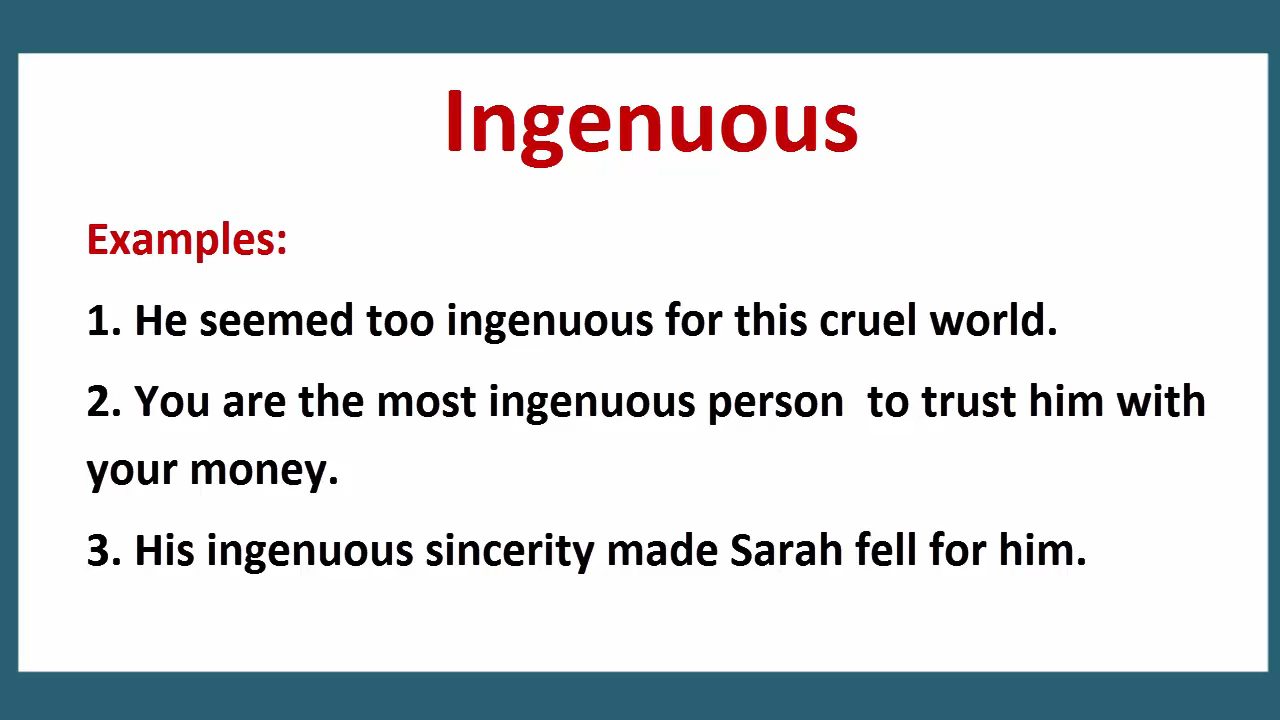 Ingenuous
Examples:
1. He seemed too ingenuous for this cruel world.
2. You are the most ingenuous person  to trust him with
your money.
3. His ingenuous sincerity made Sarah fell for him.